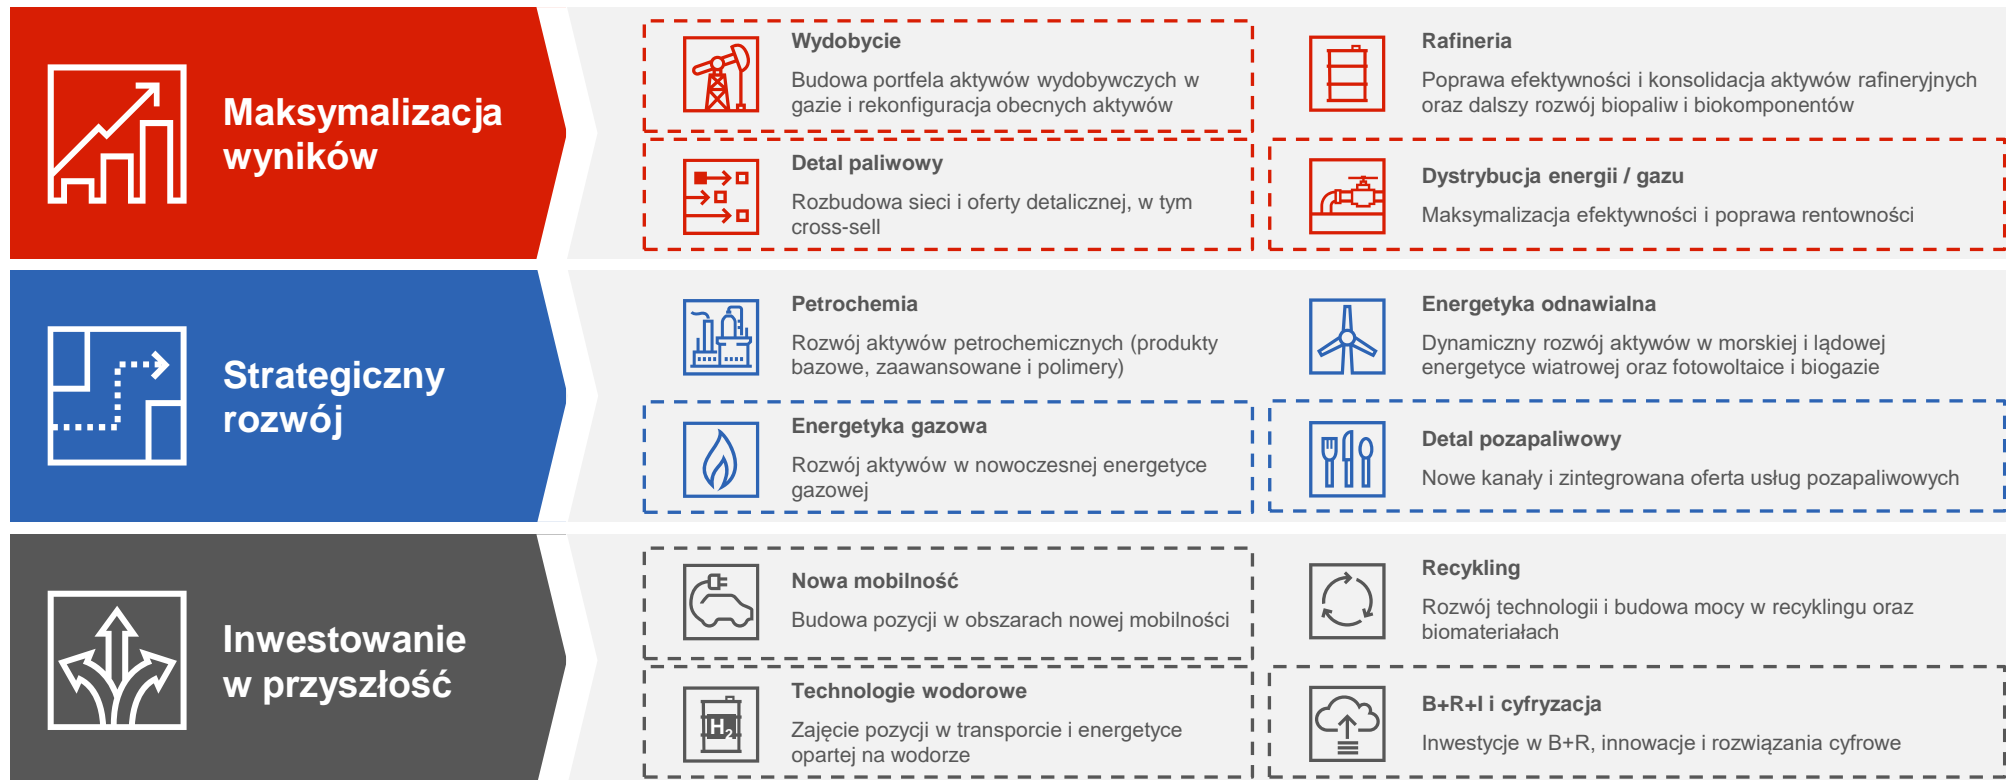 Maksymalizacja
wyników
Wydobycie
Budowa portfela aktywów wydobywczych w
gazie i rekonfiguracja obecnych aktywów
Rafineria
Poprawa efektywności i konsolidacja aktywów rafineryjnych
oraz dalszy rozwój biopaliw i biokomponentów
Detal paliwowy
Rozbudowa sieci i oferty detalicznej, w tym
cross-sell
Dystrybucja energii / gazu
Maksymalizacja efektywności i poprawa rentowności
Strategiczny
rozwój
Petrochemia
Rozwój aktywów petrochemicznych (produkty
bazowe, zaawansowane i polimery)
Energetyka odnawialna
Dynamiczny rozwój aktywów w morskiej i lądowej
energetyce wiatrowej oraz fotowoltaice i biogazie
Energetyka gazowa
Rozwój aktywów w nowoczesnej energetyce
gazowej
Detal pozapaliwowy
Nowe kanały i zintegrowana oferta usług pozapaliwowych
Inwestowanie
w przyszłość
Nowa mobilność
Budowa pozycji w obszarach nowej mobilności
Recykling
Rozwój technologii i budowa mocy w recyklingu oraz
biomateriałach
H2
Technologie wodorowe
Zajęcie pozycji w transporcie i energetyce
opartej na wodorze
B+R+I i cyfryzacja
Inwestycje w B+R, innowacje i rozwiązania cyfrowe